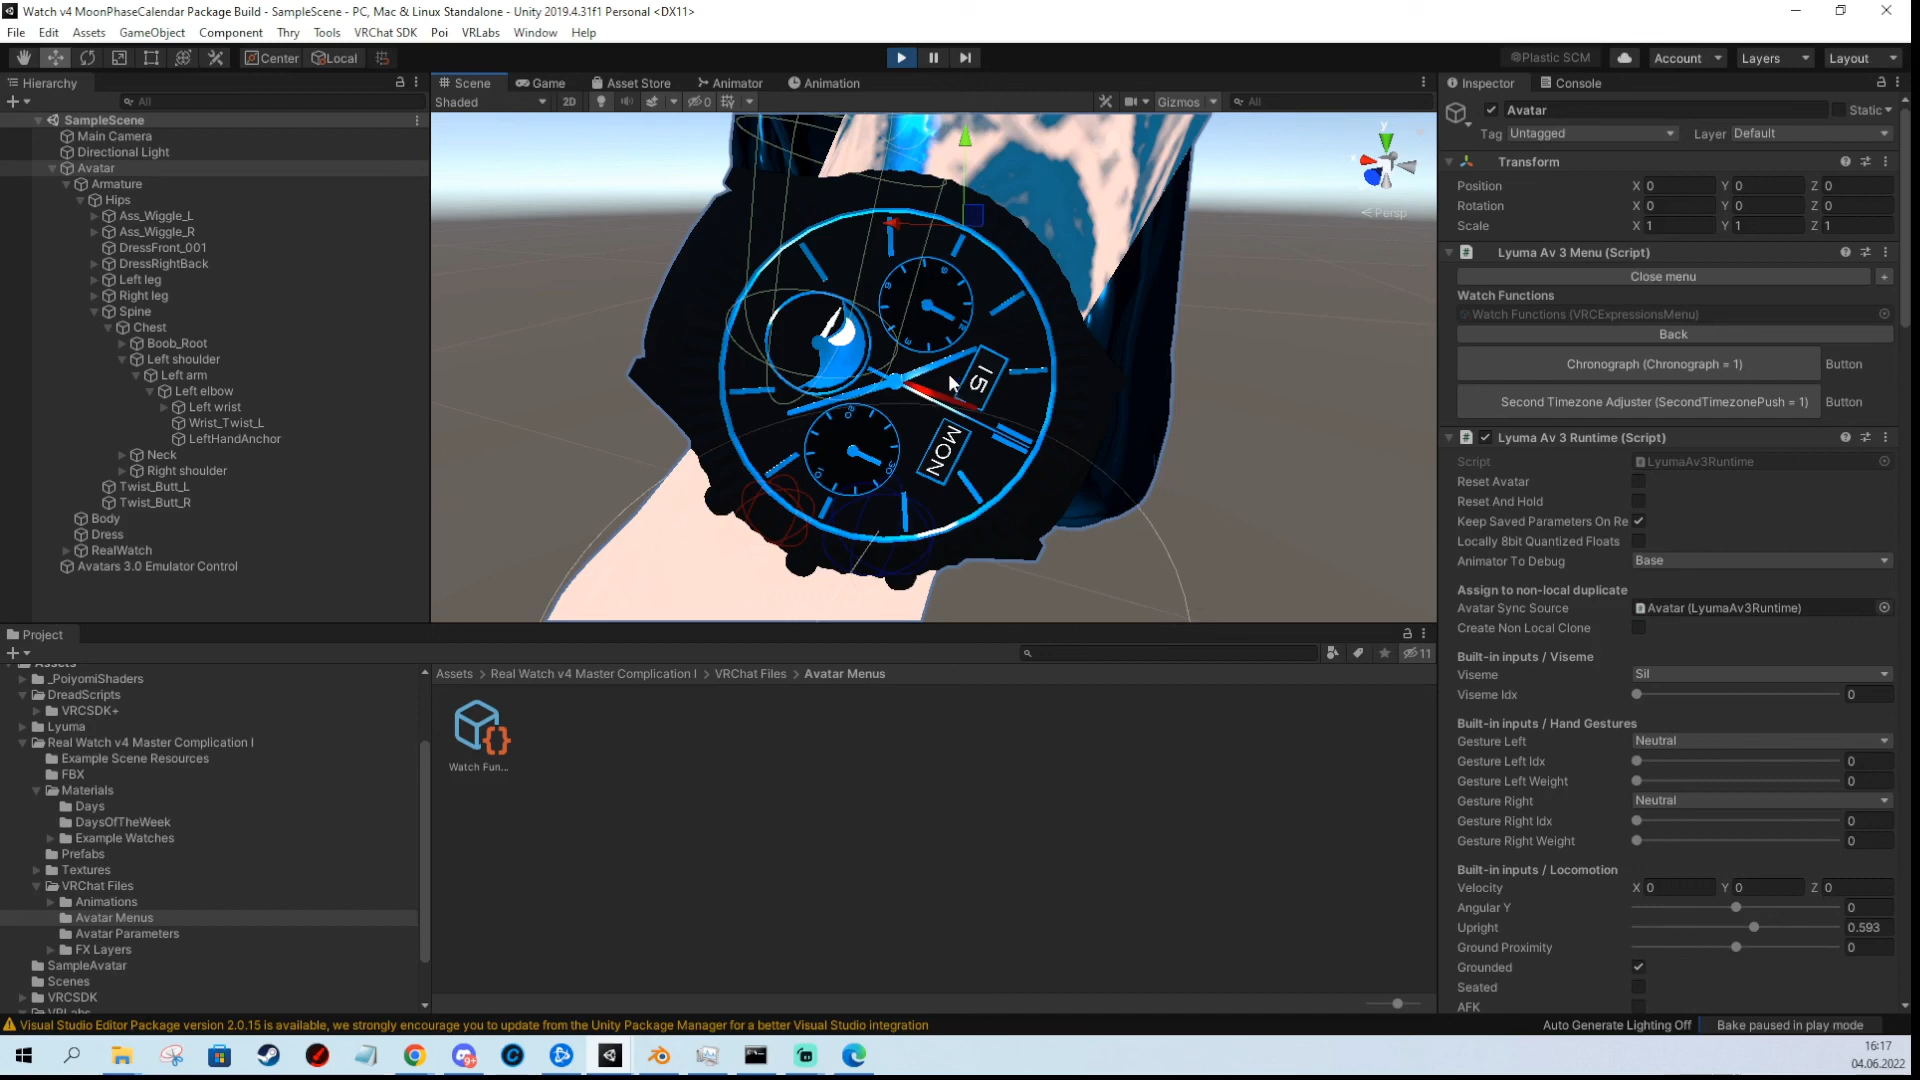 Watch v4 MoonPhaseCalendar Package Build - SampleScene - PC, Mac & Linux Standalone - Unity 2019.4.31f1 Personal <DX11>
File Edit Assets GameObject Component Thry Tools VRChat SDK Poi VRLabs Window Help
Center Local Plastic SCM Account Layers Layout
Hierarchy
All
SampleScene
Main Camera
Directional Light
Avatar
Armature
Hips
Ass_Wiggle_L
Ass_Wiggle_R
DressFront_001
DressRightBack
Left leg
Right leg
Spine
Chest
Boob_Root
Left shoulder
Left arm
Left elbow
Left wrist
Wrist_Twist_L
LeftHandAnchor
Neck
Right shoulder
Twist_Butt_L
Twist_Butt_R
Body
Dress
RealWatch
Avatars 3.0 Emulator Control
Scene Game Asset Store Animator Animation
Shaded 2D 0 Gizmos All
y
x
Persp
15
MON
Inspector Console
Avatar Static
Tag Untagged Layer Default
Transform
Position X 0 Y 0 Z 0
Rotation X 0 Y 0 Z 0
Scale X 1 Y 1 Z 1
Lyuma Av 3 Menu (Script)
Close menu +
Watch Functions
Watch Functions (VRCExpressionsMenu)
Back
Chronograph (Chronograph = 1) Button
Second Timezone Adjuster (SecondTimezonePush = 1) Button
Lyuma Av 3 Runtime (Script)
Script LyumaAv3Runtime
Reset Avatar
Reset And Hold
Keep Saved Parameters On Re
Locally 8bit Quantized Floats
Animator To Debug Base
Assign to non-local duplicate
Avatar Sync Source Avatar (LyumaAv3Runtime)
Create Non Local Clone
Built-in inputs / Viseme
Viseme Sil
Viseme Idx 0
Built-in inputs / Hand Gestures
Gesture Left Neutral
Gesture Left Idx 0
Gesture Left Weight 0
Gesture Right Neutral
Gesture Right Idx 0
Gesture Right Weight 0
Built-in inputs / Locomotion
Velocity X 0 Y 0 Z 0
Angular Y 0
Upright 0.593
Ground Proximity 0
Grounded
Seated
AFK
Project
11
Assets
_PoiyomiShaders
DreadScripts
VRCSDK+
Lyuma
Real Watch v4 Master Complication I
Example Scene Resources
FBX
Materials
Days
DaysOfTheWeek
Example Watches
Prefabs
Textures
VRChat Files
Animations
Avatar Menus
Avatar Parameters
FX Layers
SampleAvatar
Scenes
VRCSDK
VRLabs
Assets > Real Watch v4 Master Complication I > VRChat Files > Avatar Menus
Watch Fun...
Visual Studio Editor Package version 2.0.15 is available, we strongly encourage you to update from the Unity Package Manager for a better Visual Studio integration
Auto Generate Lighting Off Bake paused in play mode
9+
16:17
04.06.2022